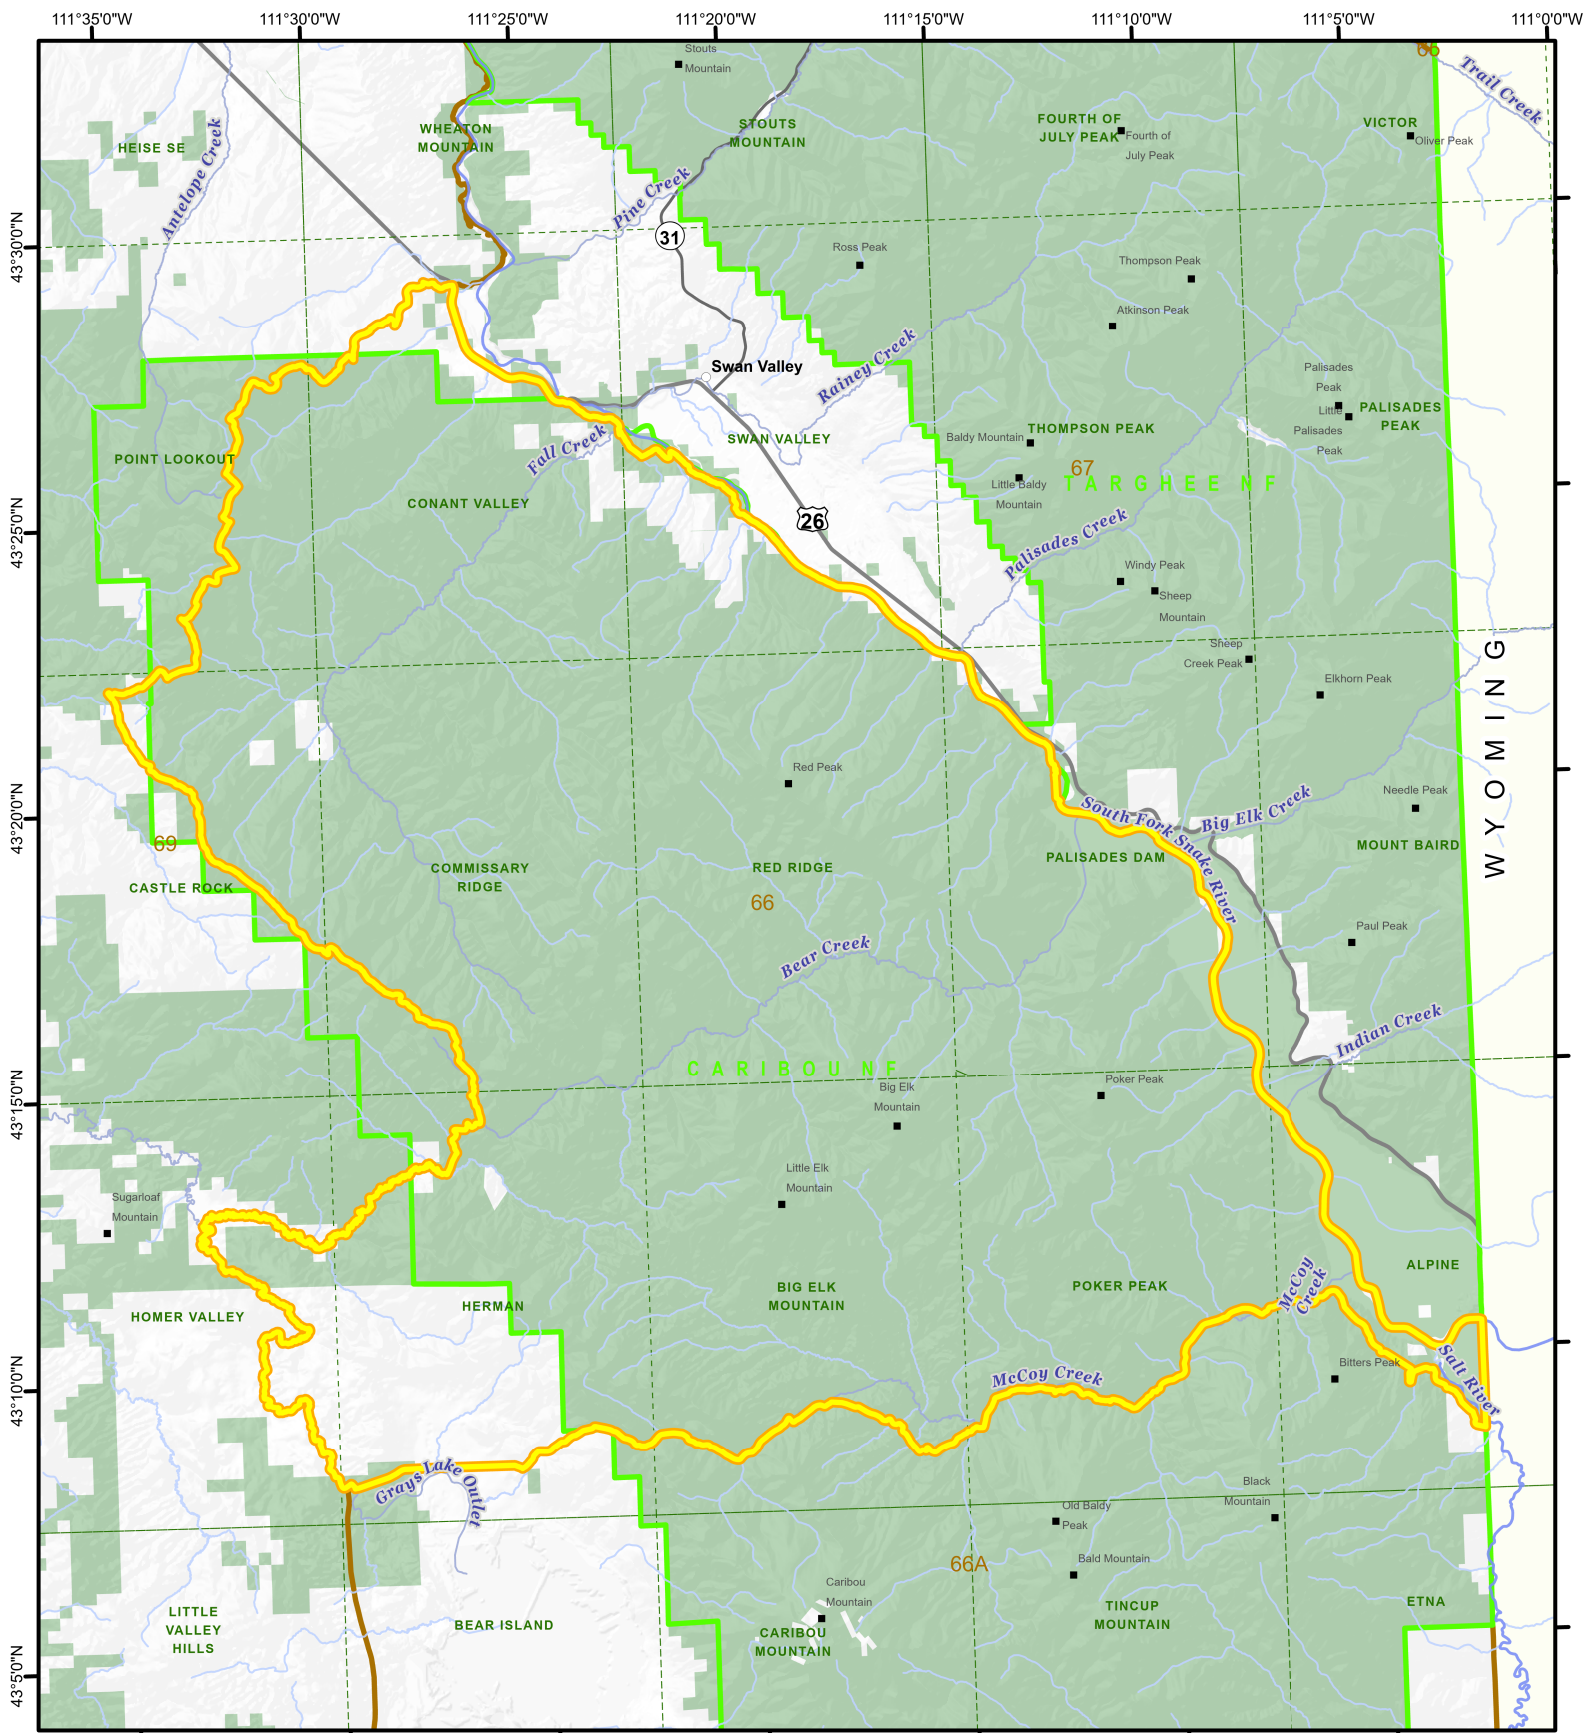 111°35'0"W
111°30'0"W
111°25'0"W
111°20'0"W
111°15'0"W
111°10'0"W
111°5'0"W
111°0'0"W
Stouts
Mountain
Trail Creek
HEISE SE
Antelope Creek
WHEATON
MOUNTAIN
STOUTS
MOUNTAIN
FOURTH OF
JULY PEAK
Fourth of
July Peak
VICTOR
Oliver Peak
Pine Creek
31
43°30'0"N
Ross Peak
Thompson Peak
Atkinson Peak
Swan Valley
Rainey Creek
Palisades
Peak
Little
Palisades
Peak
PALISADES
PEAK
SWAN VALLEY
Fall Creek
Baldy Mountain
THOMPSON PEAK
67
TARGHEE NF
Little Baldy
Mountain
POINT LOOKOUT
CONANT VALLEY
26
43°25'0"N
Palisades Creek
Windy Peak
Sheep
Mountain
Sheep
Creek Peak
Elkhorn Peak
WYOMING
Red Peak
Needle Peak
43°20'0"N
South Fork Snake River
Big Elk Creek
MOUNT BAIRD
69
CASTLE ROCK
COMMISSARY
RIDGE
RED RIDGE
66
PALISADES DAM
Paul Peak
Bear Creek
Indian Creek
CARIBOU NF
Big Elk
Mountain
Poker Peak
43°15'0"N
Little Elk
Mountain
Sugarloaf
Mountain
ALPINE
McCoy
Creek
POKER PEAK
BIG ELK
MOUNTAIN
HERMAN
HOMER VALLEY
43°10'0"N
McCoy Creek
Bitters Peak
Salt River
Grays Lake Outlet
Black
Mountain
Old Baldy
Peak
66A
Bald Mountain
Caribou
Mountain
CARIBOU
MOUNTAIN
TINCUP
MOUNTAIN
ETNA
LITTLE
VALLEY
HILLS
BEAR ISLAND
43°5'0"N